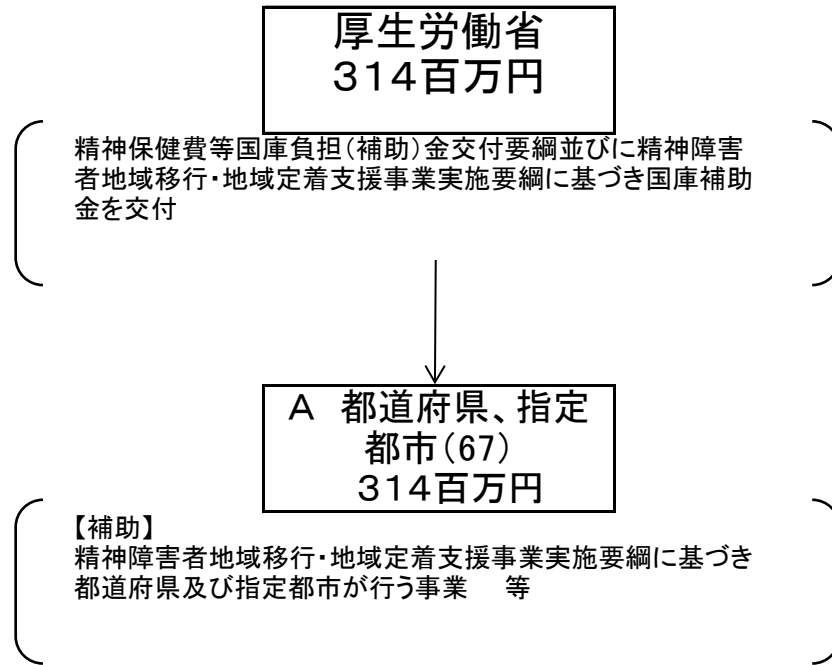 厚生労働省
314百万円
精神保健費等国庫負担(補助)金交付要綱並びに精神障害
者地域移行・地域定着支援事業実施要綱に基づき国庫補助
金を交付
A 都道府県、指定
都市(67)
314百万円
【補助】
精神障害者地域移行・地域定着支援事業実施要綱に基づき
都道府県及び指定都市が行う事業 等